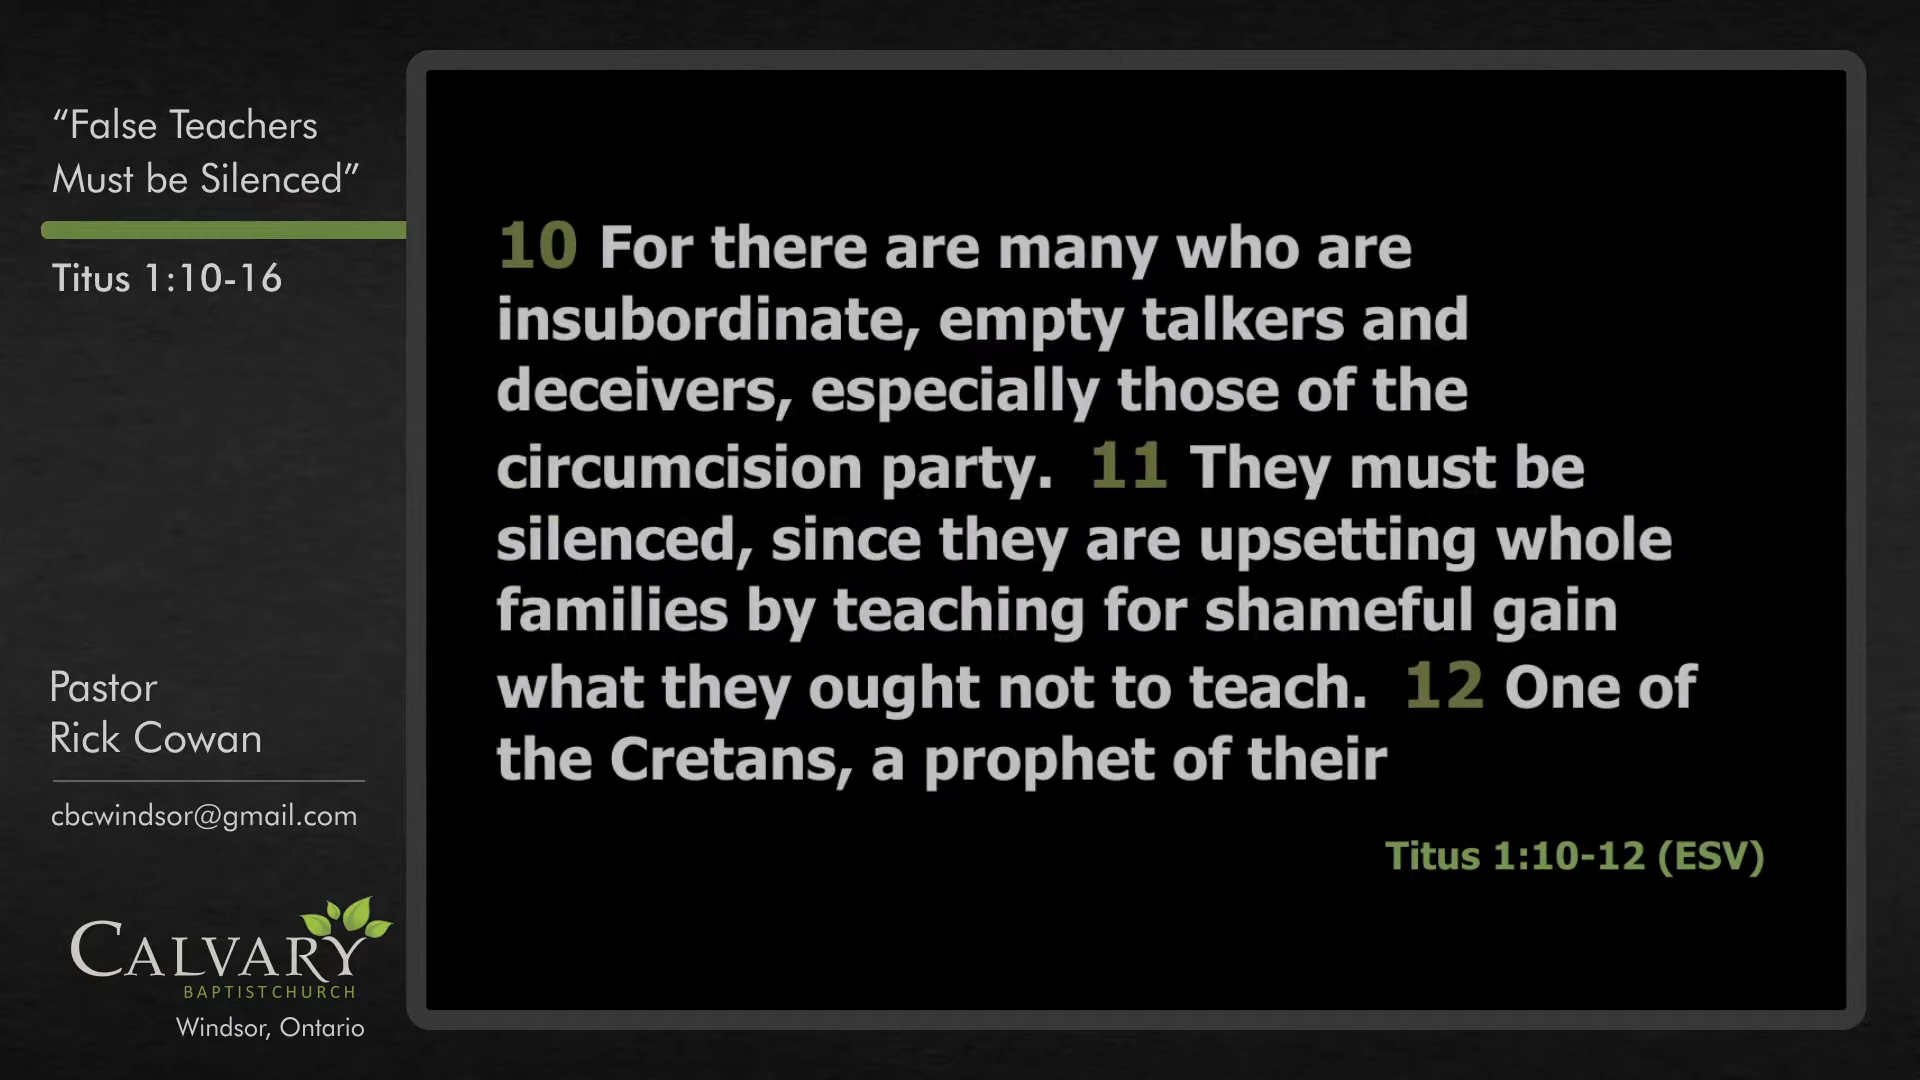 “False Teachers
Must be Silenced”
Titus 1:10-16
Pastor
Rick Cowan
cbcwindsor@gmail.com
CALVARY
BAPTISTCHURCH
Windsor, Ontario
10 For there are many who are
insubordinate, empty talkers and
deceivers, especially those of the
circumcision party. 11 They must be
silenced, since they are upsetting whole
families by teaching for shameful gain
what they ought not to teach. 12 One of
the Cretans, a prophet of their
Titus 1:10-12 (ESV)